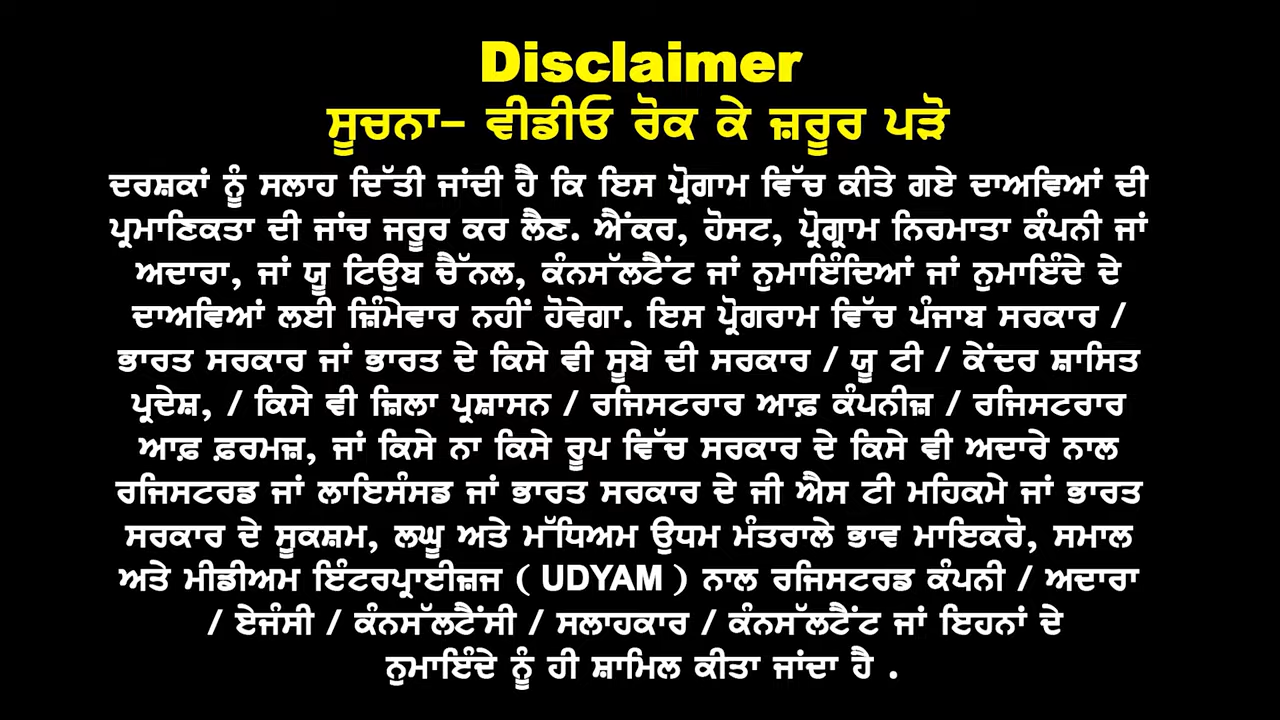 Disclaimer
ਸੂਚਨਾ- ਵੀਡੀਓ ਰੋਕ ਕੇ ਜ਼ਰੂਰ ਪੜੋ
ਦਰਸ਼ਕਾਂ ਨੂੰ ਸਲਾਹ ਦਿੱਤੀ ਜਾਂਦੀ ਹੈ ਕਿ ਇਸ ਪ੍ਰੋਗਾਮ ਵਿੱਚ ਕੀਤੇ ਗਏ ਦਾਅਵਿਆਂ ਦੀ
ਪ੍ਰਮਾਣਿਕਤਾ ਦੀ ਜਾਂਚ ਜਰੂਰ ਕਰ ਲੈਣ. ਐਂਕਰ, ਹੋਸਟ, ਪ੍ਰੋਗ੍ਰਾਮ ਨਿਰਮਾਤਾ ਕੰਪਨੀ ਜਾਂ
ਅਦਾਰਾ, ਜਾਂ ਯੂ ਟਿਊਬ ਚੈੱਨਲ, ਕੰਨਸੱਲਟੈਂਟ ਜਾਂ ਨੁਮਾਇੰਦਿਆਂ ਜਾਂ ਨੁਮਾਇੰਦੇ ਦੇ
ਦਾਅਵਿਆਂ ਲਈ ਜ਼ਿੰਮੇਵਾਰ ਨਹੀਂ ਹੋਵੇਗਾ. ਇਸ ਪ੍ਰੋਗਰਾਮ ਵਿੱਚ ਪੰਜਾਬ ਸਰਕਾਰ /
ਭਾਰਤ ਸਰਕਾਰ ਜਾਂ ਭਾਰਤ ਦੇ ਕਿਸੇ ਵੀ ਸੂਬੇ ਦੀ ਸਰਕਾਰ / ਯੂ ਟੀ / ਕੇਂਦਰ ਸ਼ਾਸਿਤ
ਪ੍ਰਦੇਸ਼, / ਕਿਸੇ ਵੀ ਜ਼ਿਲਾ ਪ੍ਰਸ਼ਾਸਨ / ਰਜਿਸਟਰਾਰ ਆਫ਼ ਕੰਪਨੀਜ਼ / ਰਜਿਸਟਰਾਰ
ਆਫ਼ ਫ਼ਰਮਜ਼, ਜਾਂ ਕਿਸੇ ਨਾ ਕਿਸੇ ਰੂਪ ਵਿੱਚ ਸਰਕਾਰ ਦੇ ਕਿਸੇ ਵੀ ਅਦਾਰੇ ਨਾਲ
ਰਜਿਸਟਰਡ ਜਾਂ ਲਾਇਸੰਸਡ ਜਾਂ ਭਾਰਤ ਸਰਕਾਰ ਦੇ ਜੀ ਐਸ ਟੀ ਮਹਿਕਮੇ ਜਾਂ ਭਾਰਤ
ਸਰਕਾਰ ਦੇ ਸੂਕਸ਼ਮ, ਲਘੂ ਅਤੇ ਮੱਧਿਅਮ ਉਧਮ ਮੰਤਰਾਲੇ ਭਾਵ ਮਾਇਕਰੋ, ਸਮਾਲ
ਅਤੇ ਮੀਡੀਅਮ ਇੰਟਰਪ੍ਰਾਈਜ਼ਜ ( UDYAM ) ਨਾਲ ਰਜਿਸਟਰਡ ਕੰਪਨੀ / ਅਦਾਰਾ
/ ਏਜੰਸੀ / ਕੰਨਸੱਲਟੈਂਸੀ / ਸਲਾਹਕਾਰ / ਕੰਨਸੱਲਟੈਂਟ ਜਾਂ ਇਹਨਾਂ ਦੇ
ਨੁਮਾਇੰਦੇ ਨੂੰ ਹੀ ਸ਼ਾਮਿਲ ਕੀਤਾ ਜਾਂਦਾ ਹੈ .